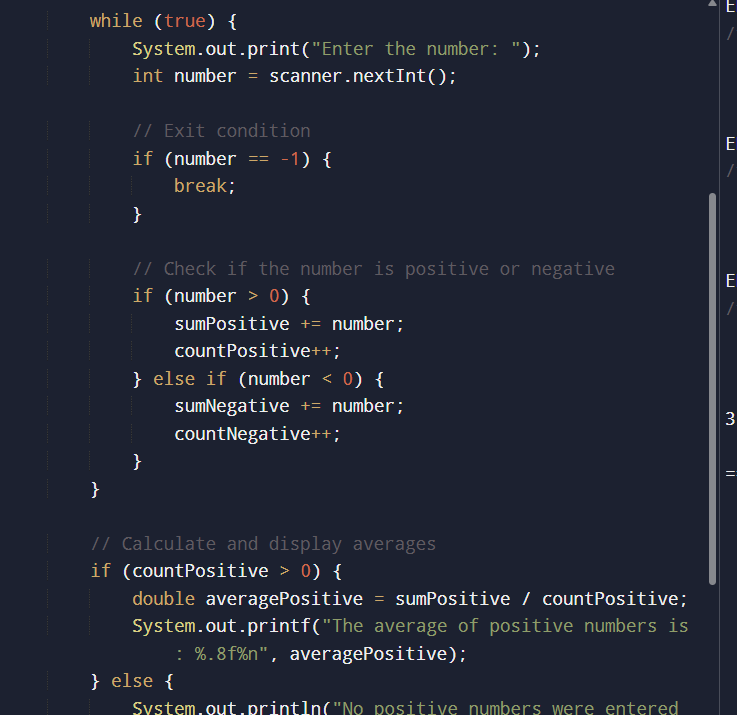 while (true) {
System.out.print("Enter the number: ");
int number = scanner.nextInt();
// Exit condition
if (number == -1) {
break;
}
// Check if the number is positive or negative
if (number > 0) {
sumPositive += number;
countPositive++;
} else if (number < 0) {
sumNegative += number;
countNegative++;
}
}
// Calculate and display averages
if (countPositive > 0) {
double averagePositive = sumPositive / countPositive;
System.out.printf("The average of positive numbers is
: %.8f%n", averagePositive);
} else {
System.out.println("No positive numbers were entered
E
/
E
/
E
/
3
=